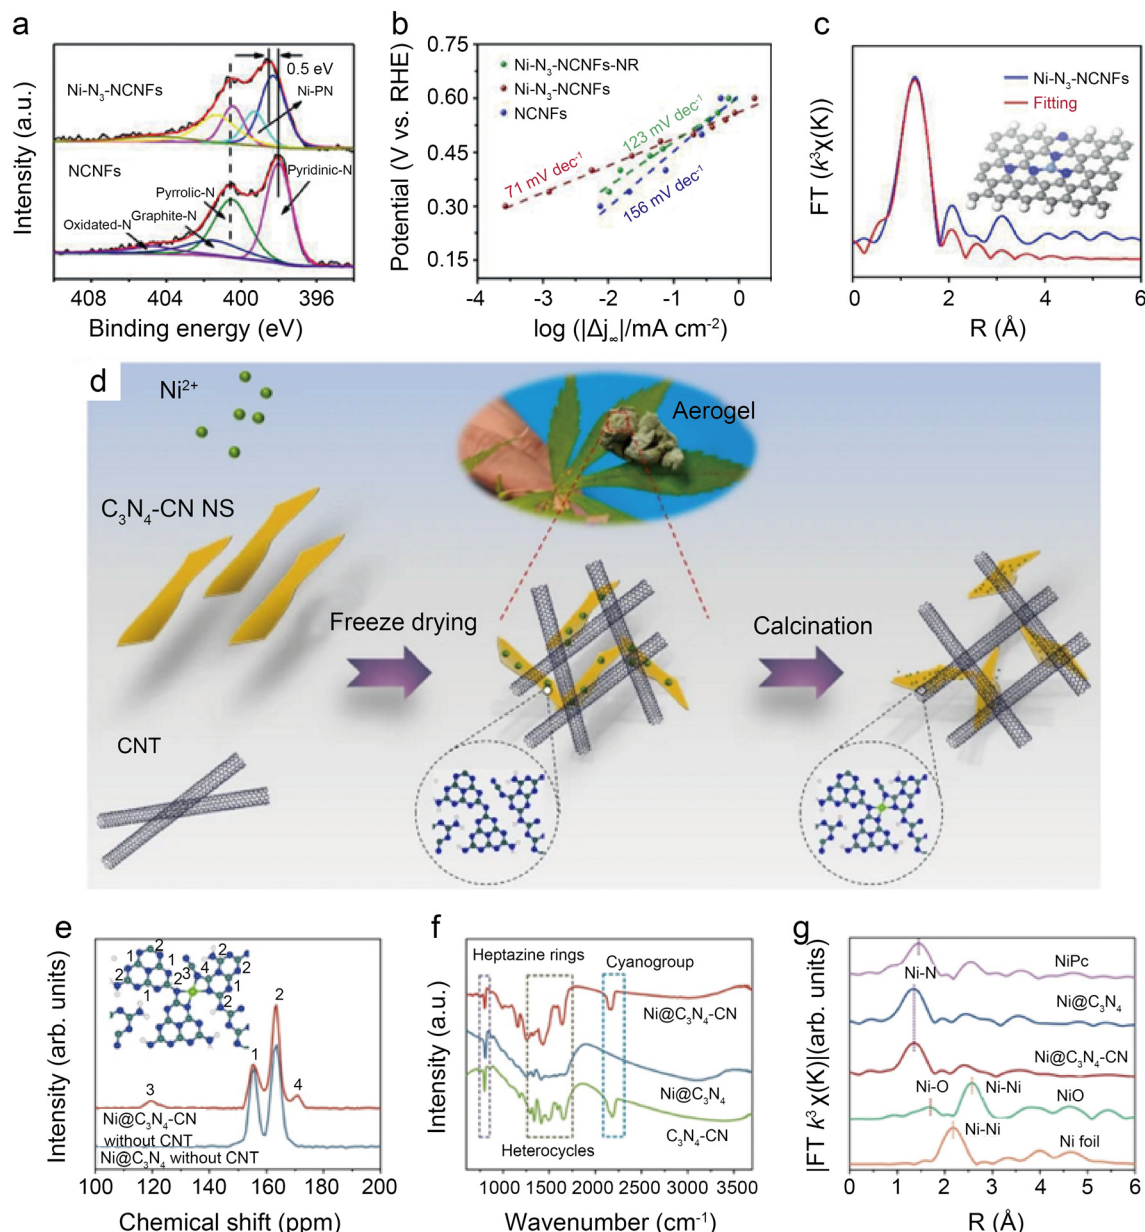 a
Intensity (a.u.)
Ni-N₃-NCNFs
0.5 eV
Ni-PN
NCNFs
Pyrrolic-N
Pyridinic-N
Graphite-N
Oxidated-N
408 404 400 396
Binding energy (eV)
b
Potential (V vs. RHE)
0.75
0.60
0.45
0.30
0.15
Ni-N₃-NCNFs-NR
Ni-N₃-NCNFs
NCNFs
123 mV dec⁻¹
71 mV dec⁻¹
156 mV dec⁻¹
-4 -3 -2 -1 0
log (|Δj∞|/mA cm⁻²)
c
FT (k³χ(K))
Ni-N₃-NCNFs
Fitting
0 1 2 3 4 5 6
R (Å)
d
Ni²⁺
Aerogel
C₃N₄-CN NS
Freeze drying
Calcination
CNT
e
Intensity (arb. units)
2 2
1 1 2 3 4 2
2 2 1
1 2
2
1
3
4
Ni@C₃N₄-CN
without CNT
Ni@C₃N₄ without CNT
100 120 140 160 180 200
Chemical shift (ppm)
f
Intensity (a.u.)
Heptazine rings
Cyanogroup
Ni@C₃N₄-CN
Ni@C₃N₄
C₃N₄-CN
Heterocycles
1000 1500 2000 2500 3000 3500
Wavenumber (cm⁻¹)
g
|FT k³ χ(K)|(arb. units)
NiPc
Ni-N
Ni@C₃N₄
Ni@C₃N₄-CN
Ni-O
Ni-Ni
NiO
Ni-Ni
Ni foil
0 1 2 3 4 5 6
R (Å)